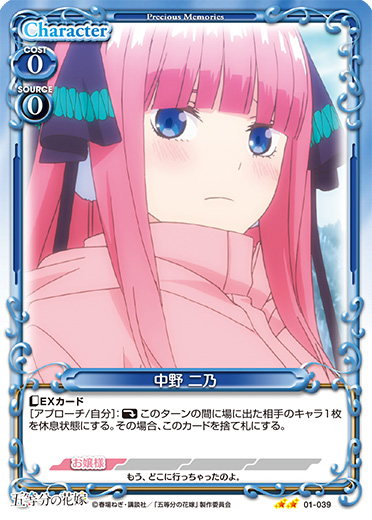 Precious Memories
Character
COST
0
SOURCE
0
中野 二乃
EXカード
[アプローチ/自分]： このターンの間に場に出た相手のキャラ1枚
を休息状態にする。その場合、このカードを捨て札にする。
お嬢様
もう、どこに行っちゃったのよ。
五等分の花嫁
©春場ねぎ・講談社／「五等分の花嫁」製作委員会
01-039